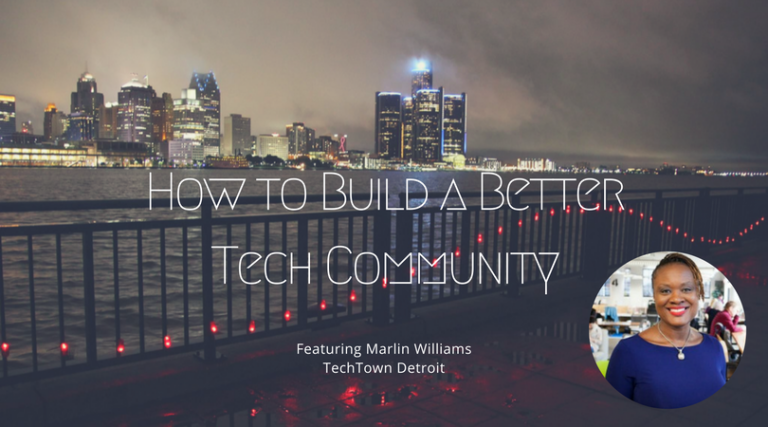 How to Build a Better
Tech Community
Featuring Marlin Williams
TechTown Detroit